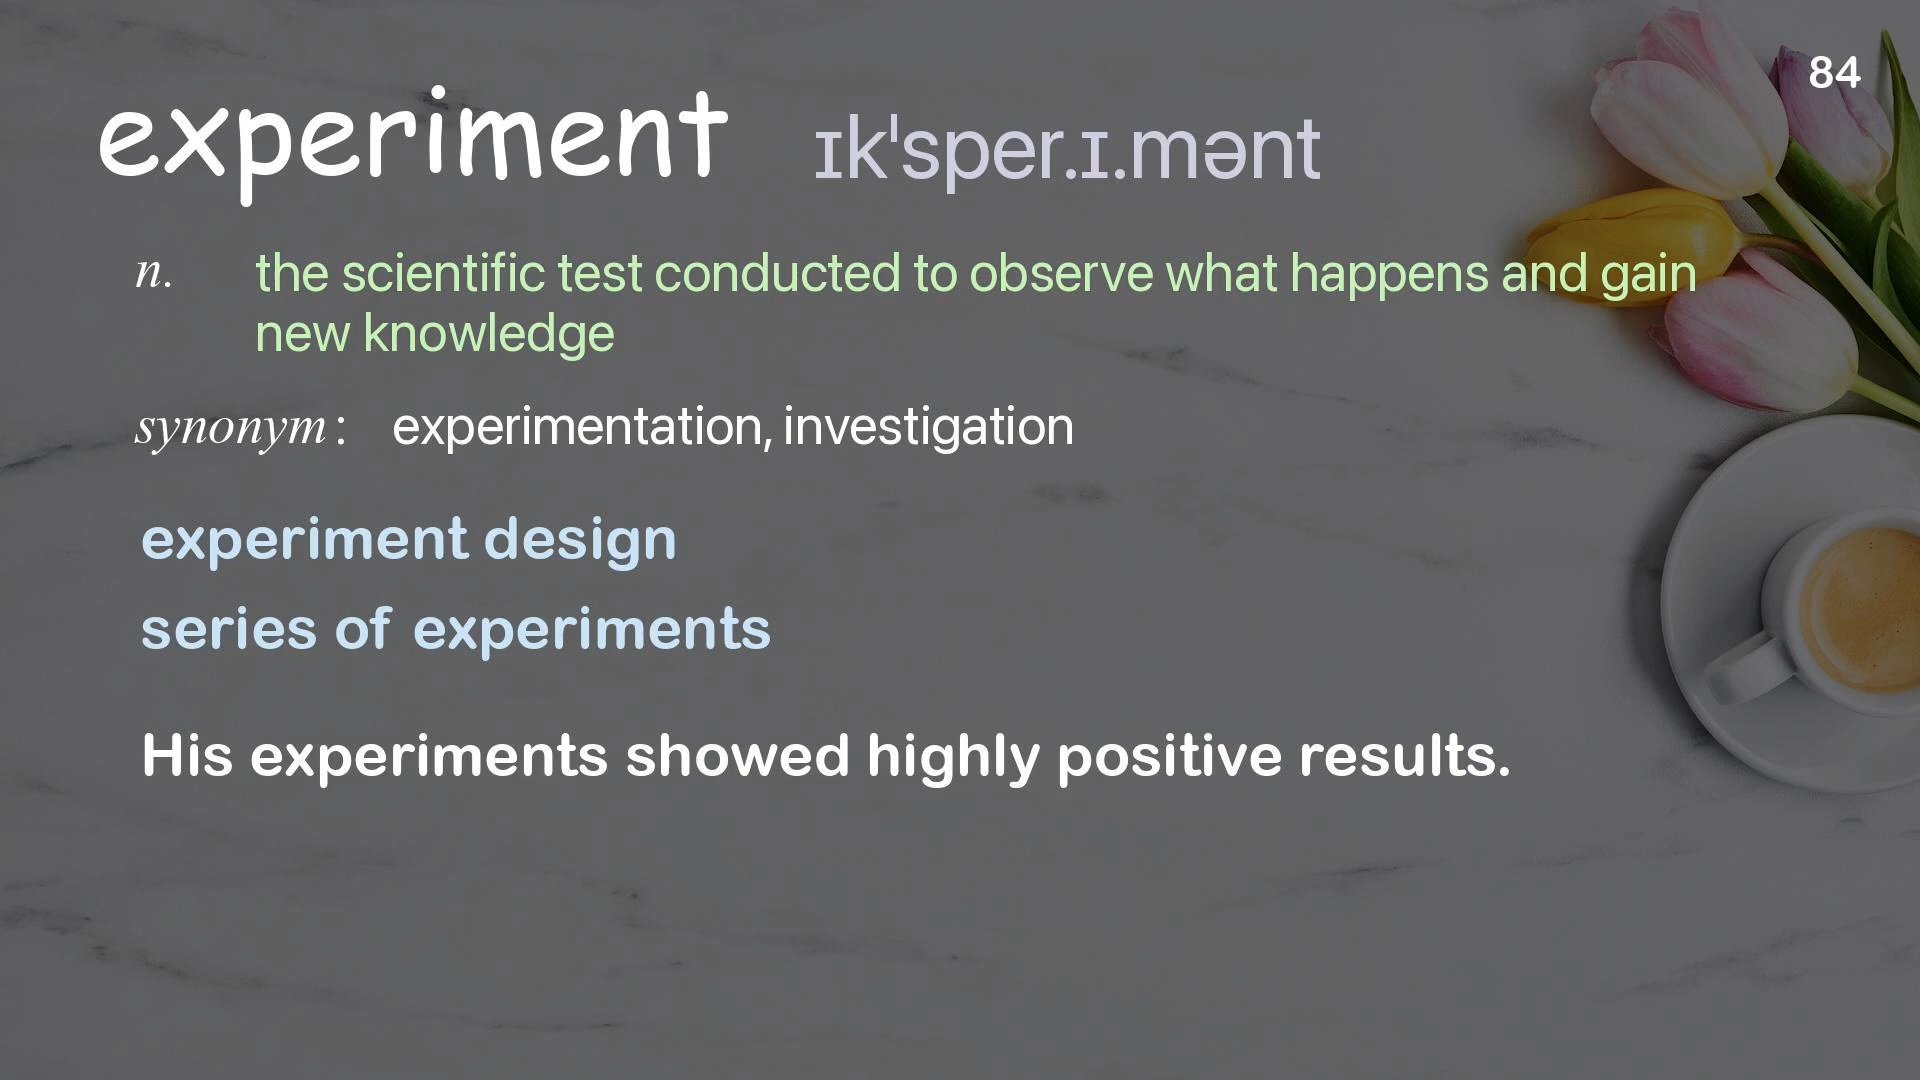 84
experiment ɪkˈsper.ɪ.mənt
n. the scientific test conducted to observe what happens and gain
new knowledge
synonym : experimentation, investigation
experiment design
series of experiments
His experiments showed highly positive results.